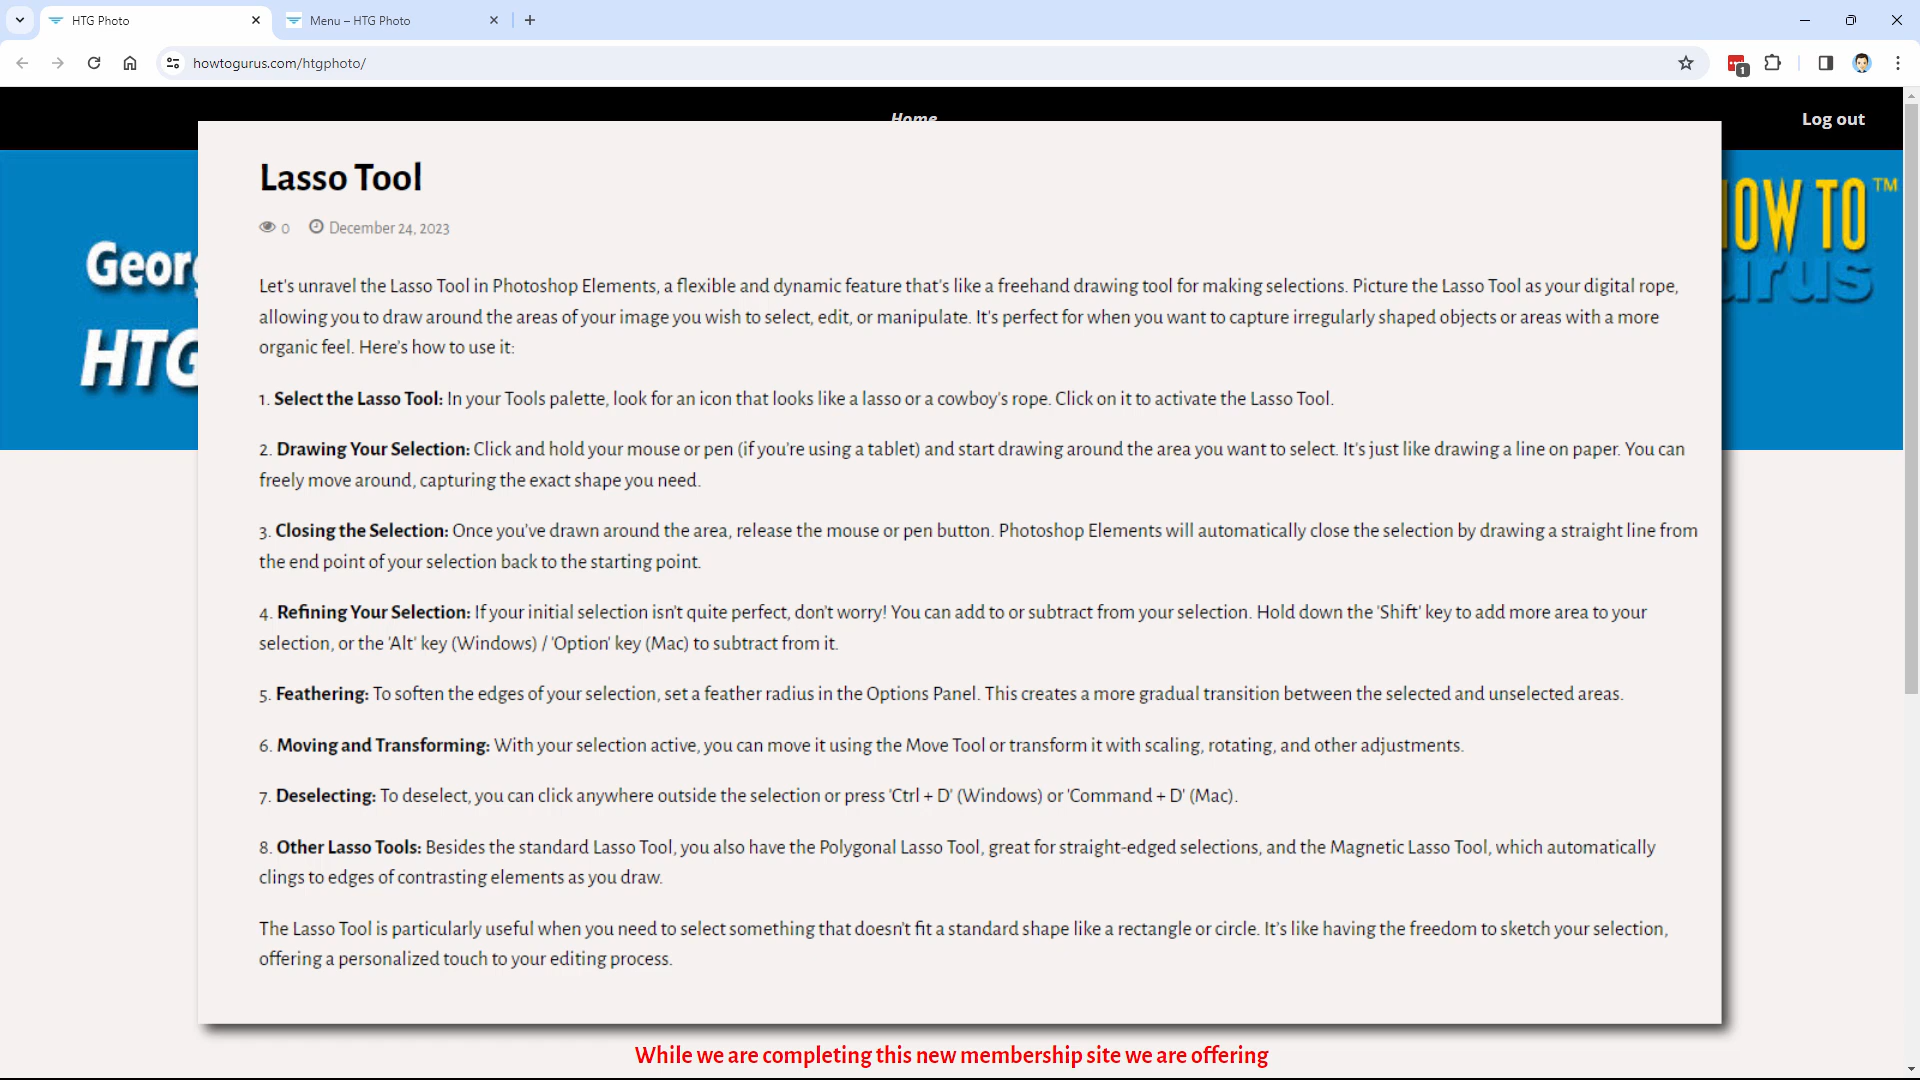 HTG Photo
Menu – HTG Photo
howtogurus.com/htgphoto/
1
Home
Log out
Lasso Tool
0 December 24, 2023
Let's unravel the Lasso Tool in Photoshop Elements, a flexible and dynamic feature that's like a freehand drawing tool for making selections. Picture the Lasso Tool as your digital rope,
allowing you to draw around the areas of your image you wish to select, edit, or manipulate. It's perfect for when you want to capture irregularly shaped objects or areas with a more
organic feel. Here's how to use it:
1. Select the Lasso Tool: In your Tools palette, look for an icon that looks like a lasso or a cowboy's rope. Click on it to activate the Lasso Tool.
2. Drawing Your Selection: Click and hold your mouse or pen (if you're using a tablet) and start drawing around the area you want to select. It's just like drawing a line on paper. You can
freely move around, capturing the exact shape you need.
3. Closing the Selection: Once you've drawn around the area, release the mouse or pen button. Photoshop Elements will automatically close the selection by drawing a straight line from
the end point of your selection back to the starting point.
4. Refining Your Selection: If your initial selection isn't quite perfect, don't worry! You can add to or subtract from your selection. Hold down the 'Shift' key to add more area to your
selection, or the 'Alt' key (Windows) / 'Option' key (Mac) to subtract from it.
5. Feathering: To soften the edges of your selection, set a feather radius in the Options Panel. This creates a more gradual transition between the selected and unselected areas.
6. Moving and Transforming: With your selection active, you can move it using the Move Tool or transform it with scaling, rotating, and other adjustments.
7. Deselecting: To deselect, you can click anywhere outside the selection or press 'Ctrl + D' (Windows) or 'Command + D' (Mac).
8. Other Lasso Tools: Besides the standard Lasso Tool, you also have the Polygonal Lasso Tool, great for straight-edged selections, and the Magnetic Lasso Tool, which automatically
clings to edges of contrasting elements as you draw.
The Lasso Tool is particularly useful when you need to select something that doesn't fit a standard shape like a rectangle or circle. It's like having the freedom to sketch your selection,
offering a personalized touch to your editing process.
Geor
HTG
HOW TO™
urus
While we are completing this new membership site we are offering